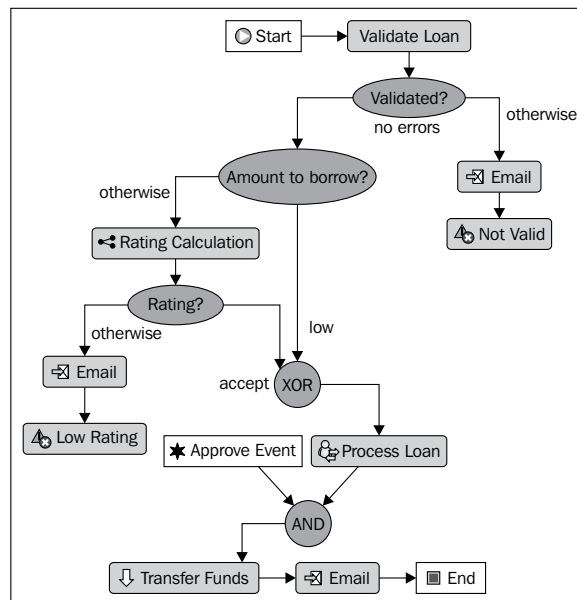 Start
Validate Loan
Validated?
no errors
otherwise
Amount to borrow?
Email
otherwise
Rating Calculation
Not Valid
Rating?
otherwise
low
Email
accept
XOR
Low Rating
Approve Event
Process Loan
AND
Transfer Funds
Email
End